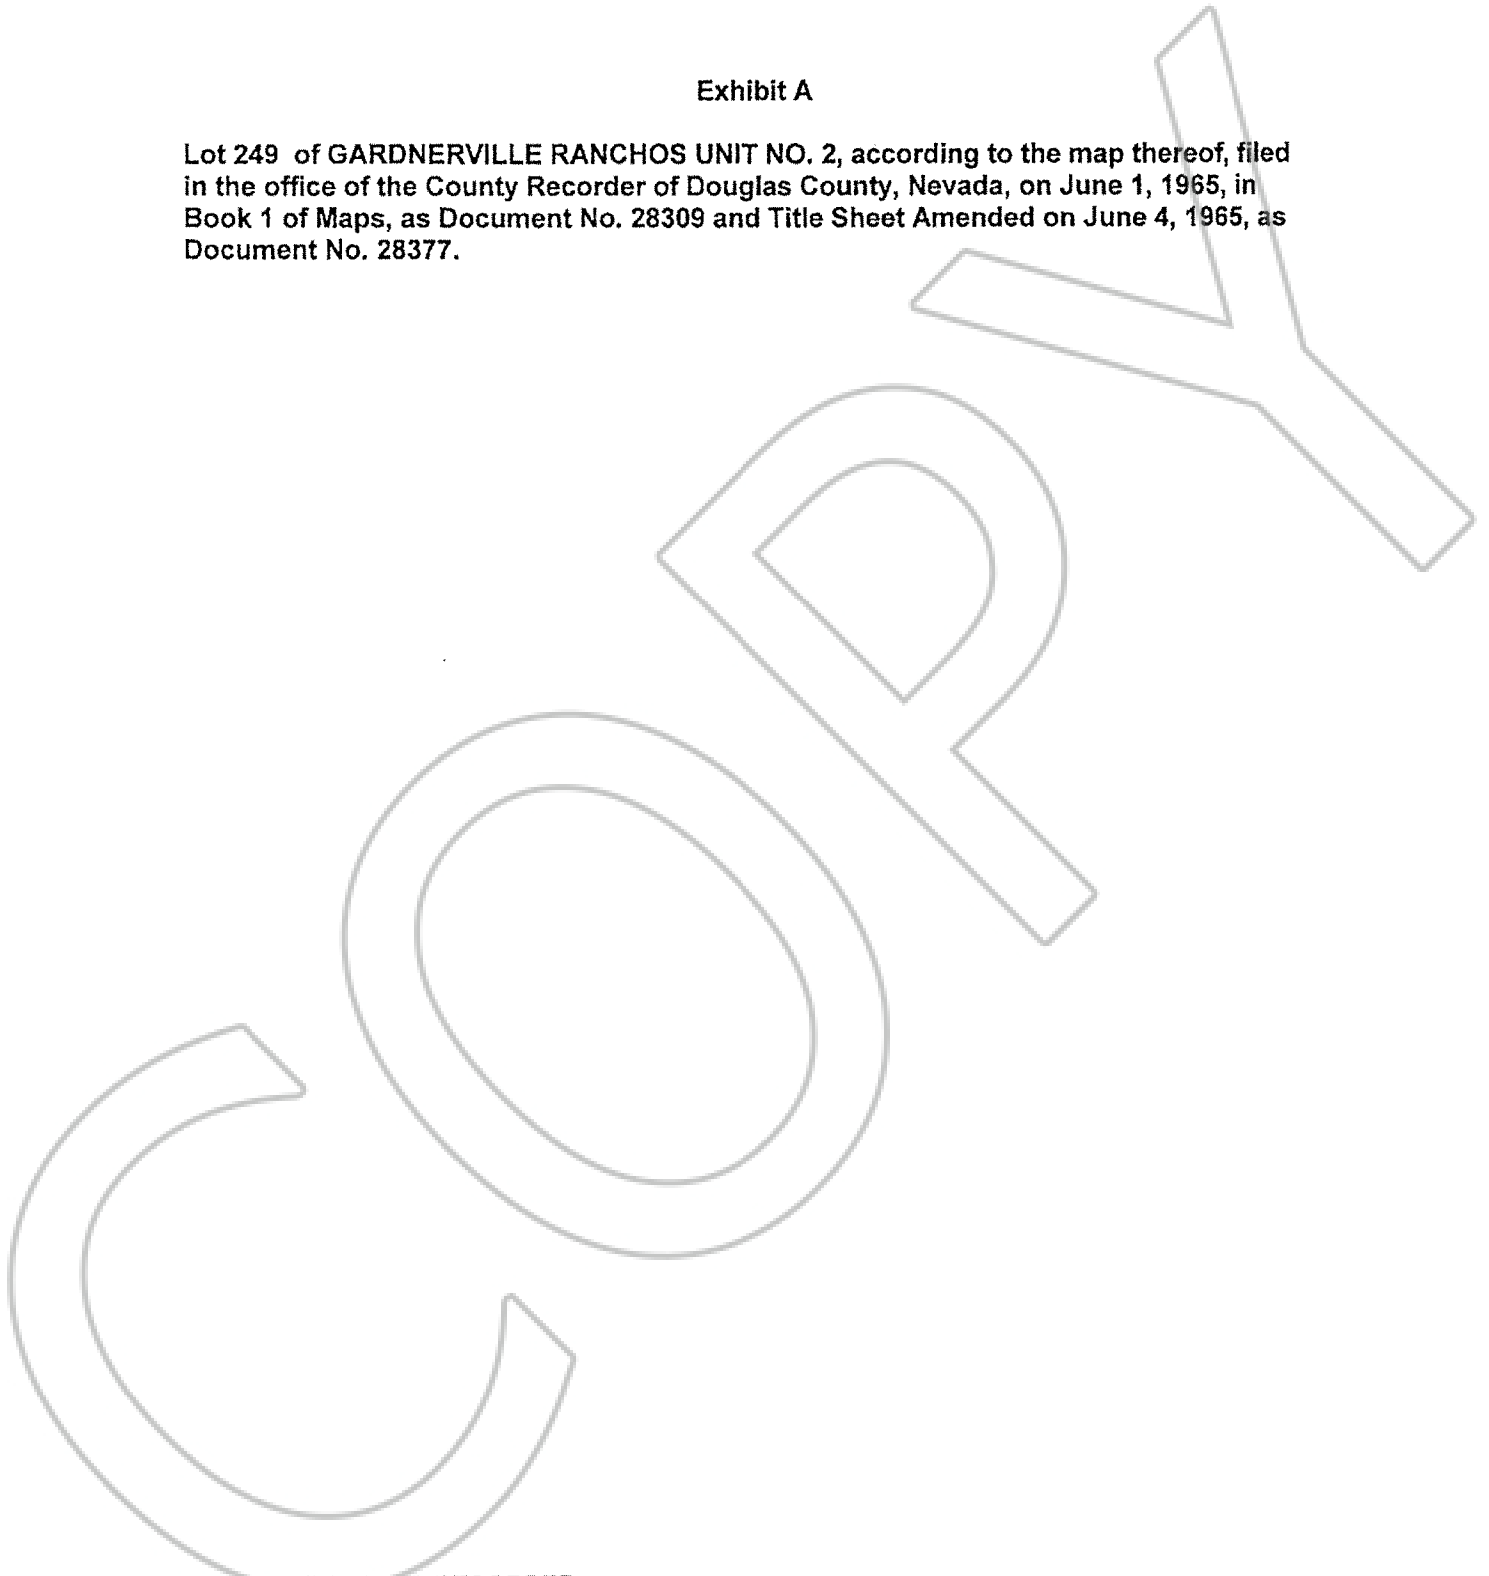 Exhibit A
Lot 249 of GARDNERVILLE RANCHOS UNIT NO. 2, according to the map thereof, filed
in the office of the County Recorder of Douglas County, Nevada, on June 1, 1965, in
Book 1 of Maps, as Document No. 28309 and Title Sheet Amended on June 4, 1965, as
Document No. 28377.
COPY